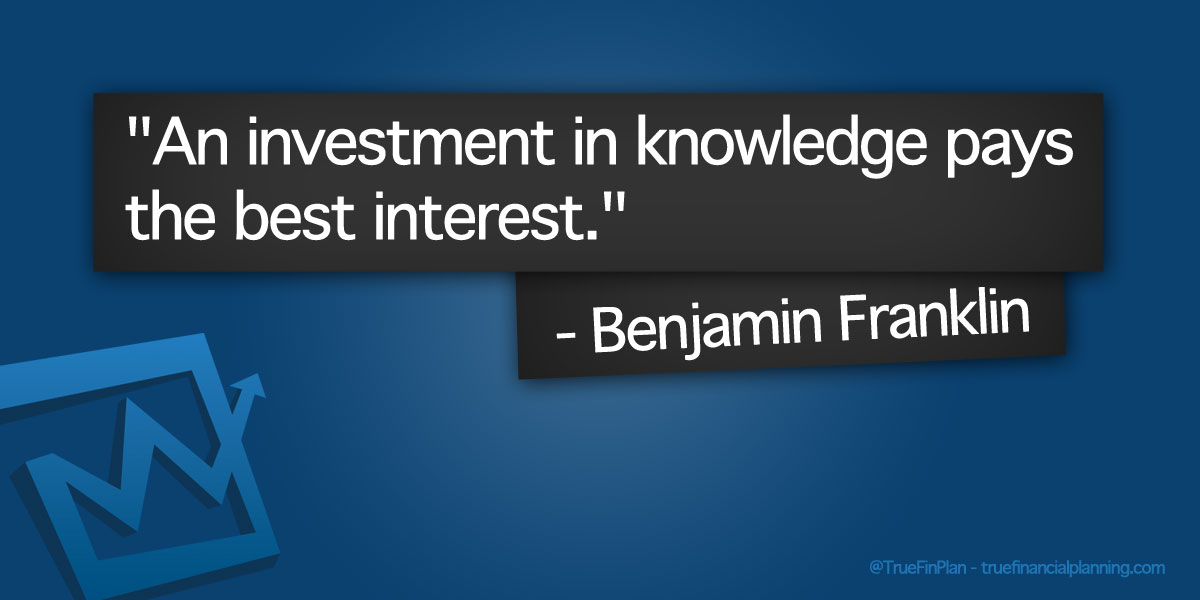 "An investment in knowledge pays
the best interest."
- Benjamin Franklin
@TrueFinPlan - truefinancialplanning.com